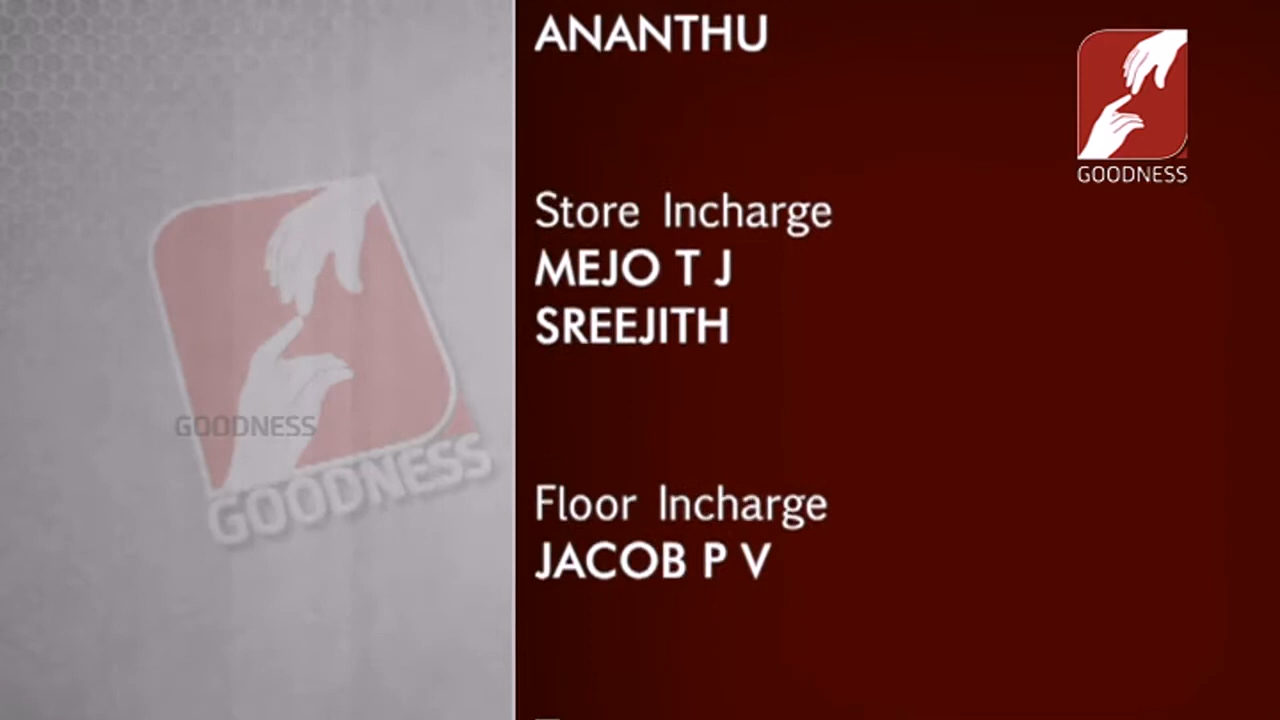 ANANTHU
GOODNESS
Store Incharge
MEJO T J
SREEJITH
GOODNESS
GOODNESS
Floor Incharge
JACOB P V